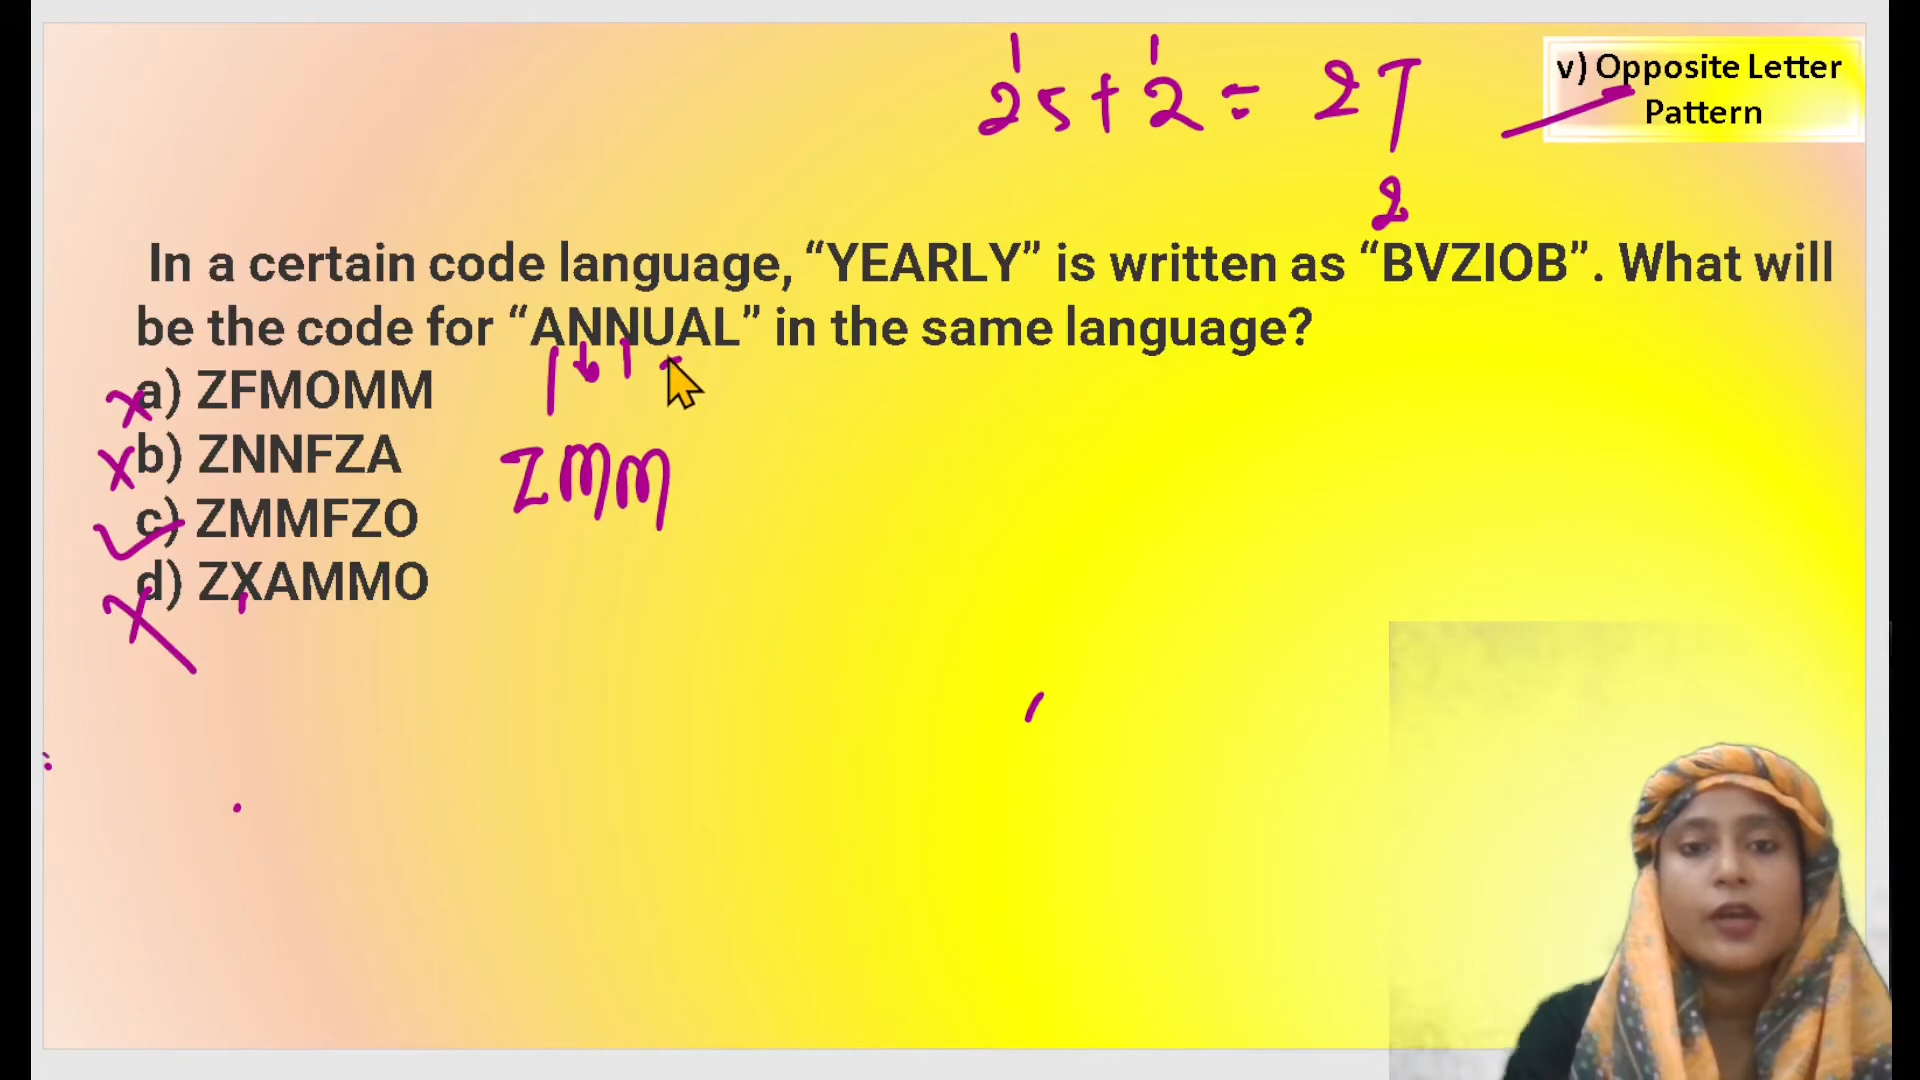 25 + 2 = 27
v) Opposite Letter
Pattern
2
In a certain code language, “YEARLY” is written as “BVZIOB”. What will
be the code for “ANNUAL” in the same language?
a) ZFMOMM
b) ZNNFZA
ZMM
c) ZMMFZO
d) ZXAMMO